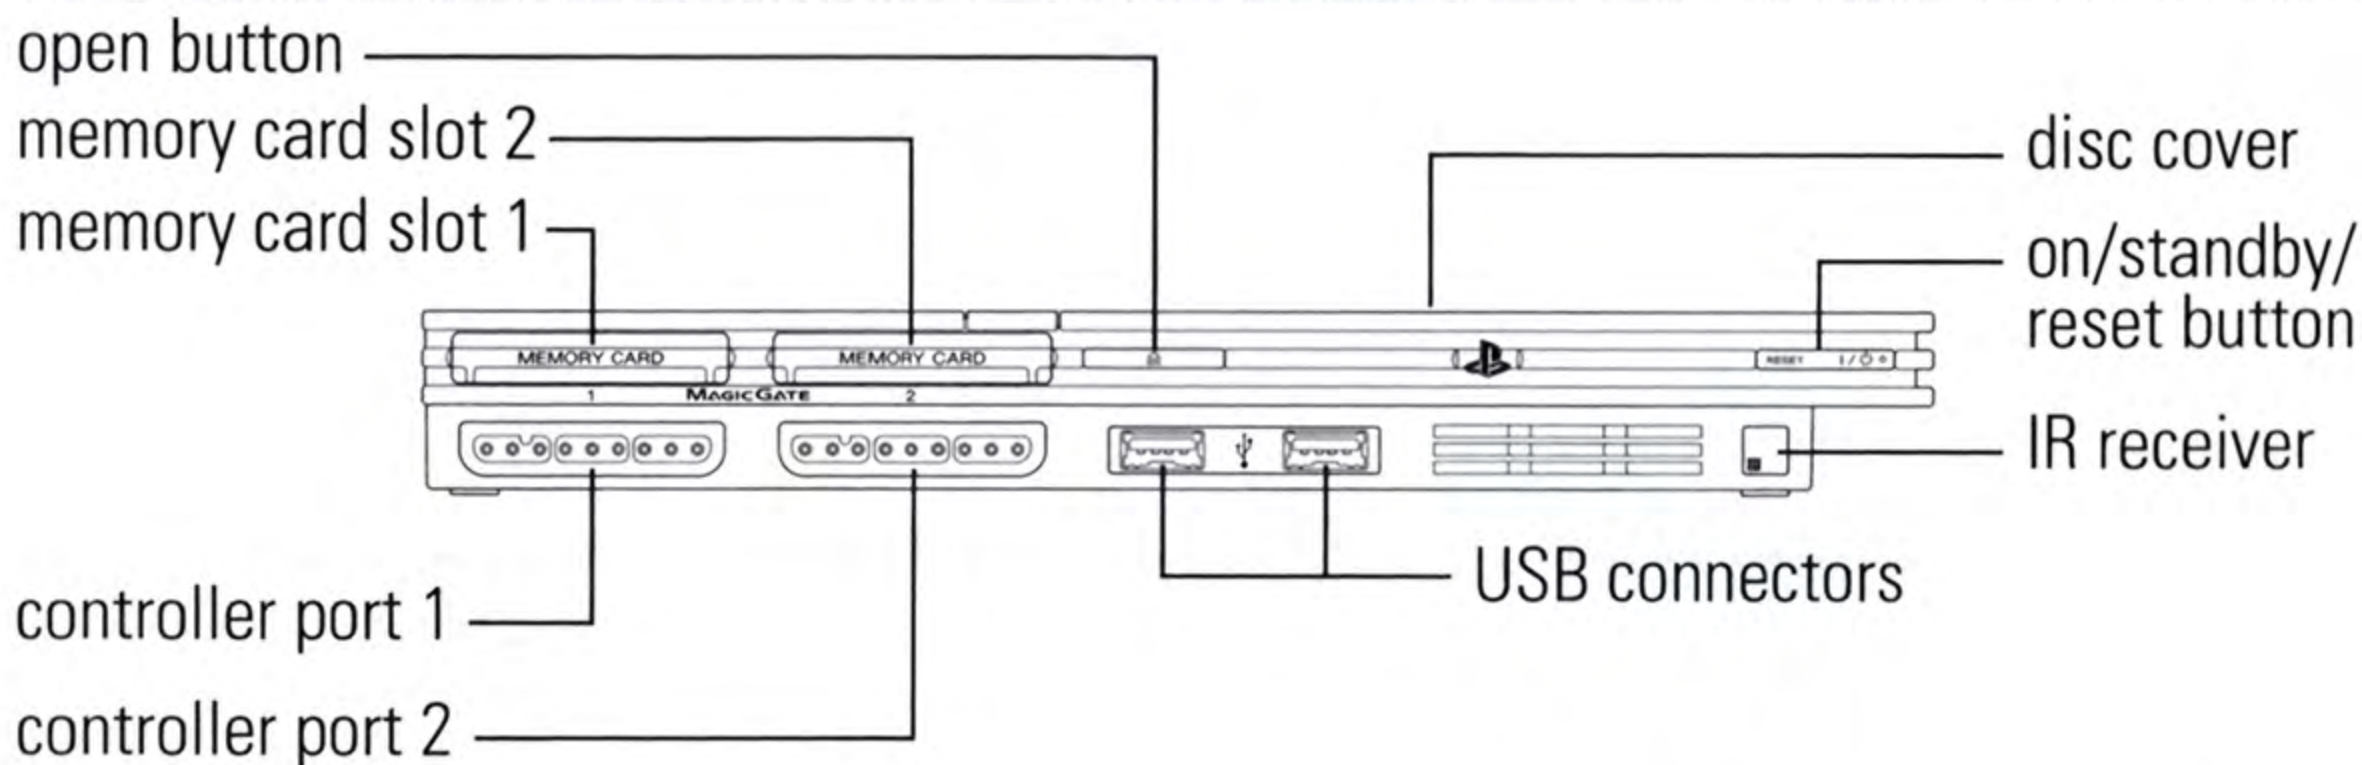 open button
memory card slot 2
memory card slot 1
disc cover
on/standby/
reset button
MEMORY CARD
MEMORY CARD
RESET I/⏻
1
MAGICGATE
2
IR receiver
USB connectors
controller port 1
controller port 2